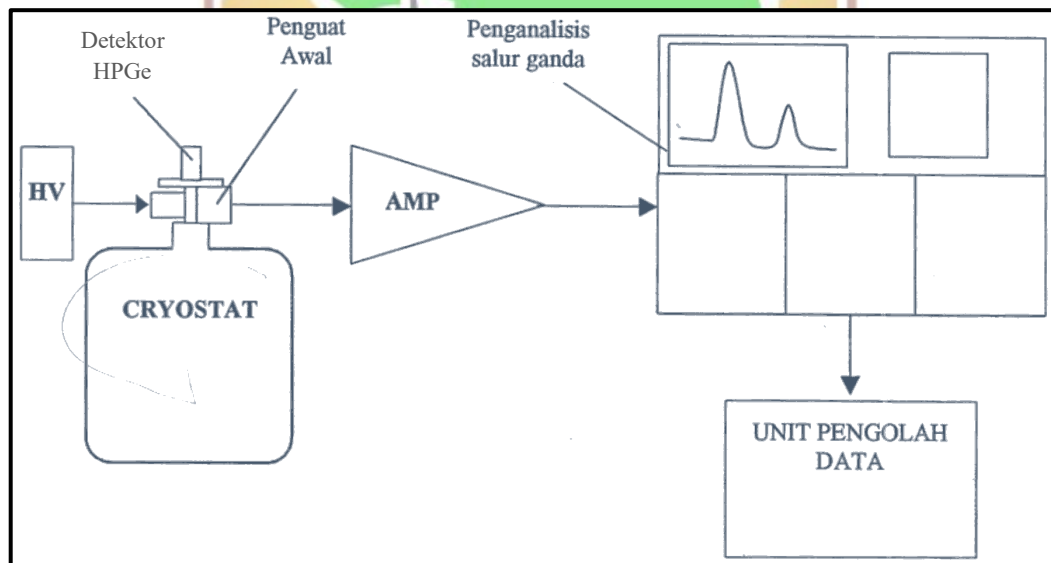 Detektor
HPGe
Penguat
Awal
Penganalisis
salur ganda
HV
AMP
CRYOSTAT
UNIT PENGOLAH
DATA